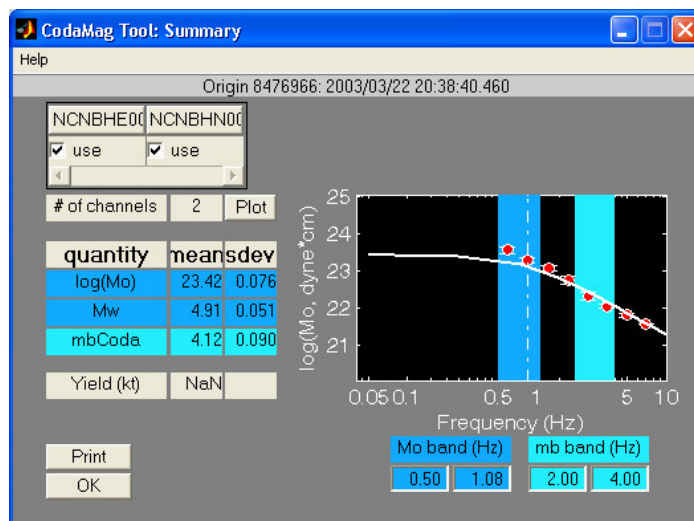 CodaMag Tool: Summary
Help
Origin 8476966: 2003/03/22 20:38:40.460
NCNBHE00 NCNBHN00
use use
# of channels 2 Plot
quantity mean sdev
log(Mo) 23.42 0.076
Mw 4.91 0.051
mbCoda 4.12 0.090
Yield (kt) NaN
Print
OK
log(Mo, dyne*cm)
25
24
23
22
21
0.05 0.1 0.5 1 5 10
Frequency (Hz)
Mo band (Hz) mb band (Hz)
0.50 1.08 2.00 4.00